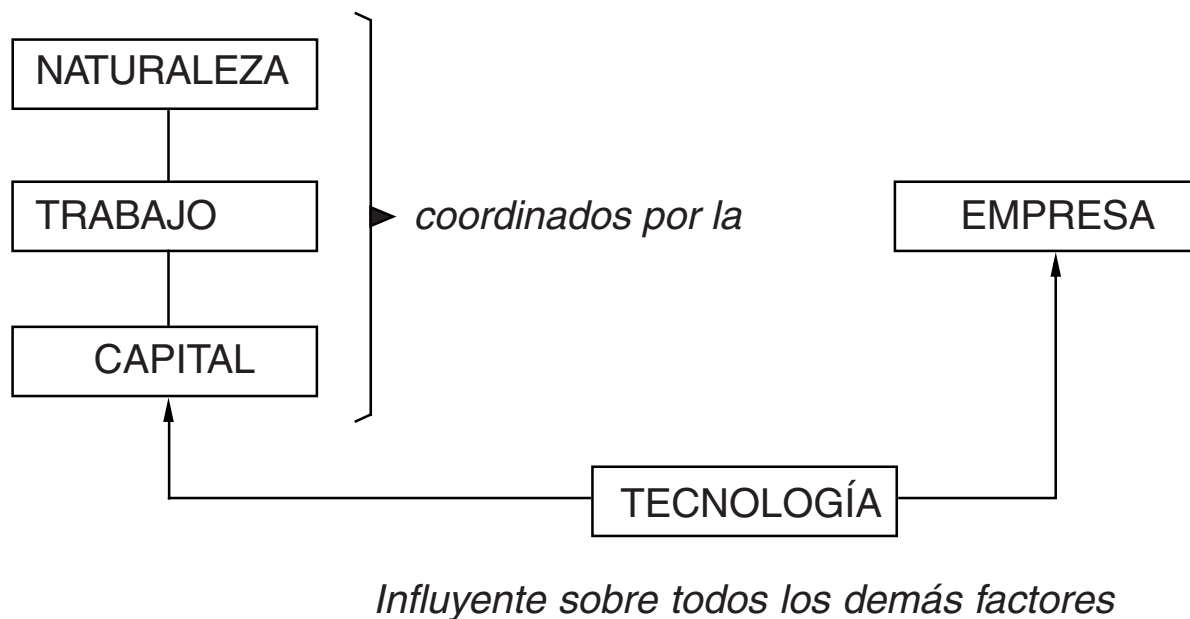 NATURALEZA
TRABAJO
coordinados por la
EMPRESA
CAPITAL
TECNOLOGÍA
Influyente sobre todos los demás factores